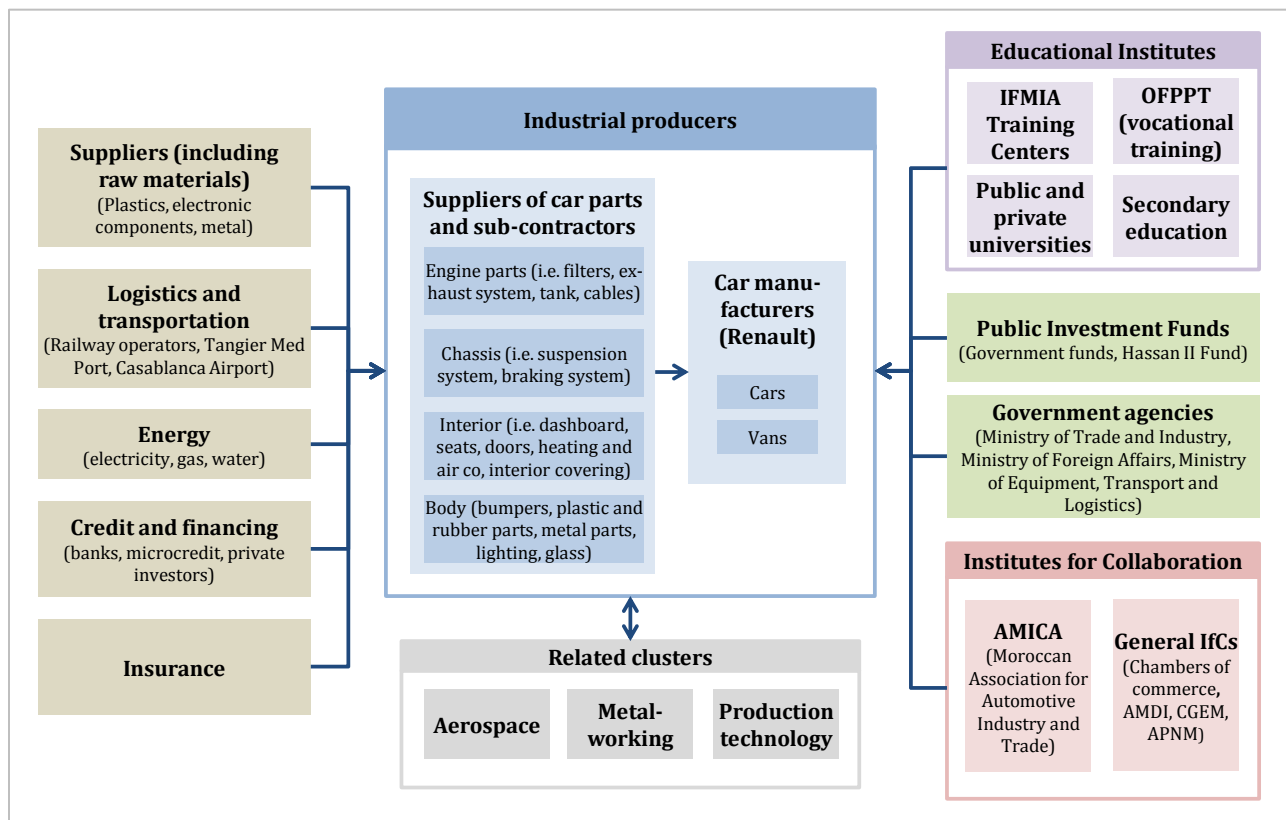 Suppliers (including
raw materials)
(Plastics, electronic
components, metal)
Logistics and
transportation
(Railway operators, Tangier Med
Port, Casablanca Airport)
Energy
(electricity, gas, water)
Credit and financing
(banks, microcredit, private
investors)
Insurance
Industrial producers
Suppliers of car parts
and sub-contractors
Engine parts (i.e. filters, ex-
haust system, tank, cables)
Chassis (i.e. suspension
system, braking system)
Interior (i.e. dashboard,
seats, doors, heating and
air co, interior covering)
Body (bumpers, plastic and
rubber parts, metal parts,
lighting, glass)
Car manu-
facturers
(Renault)
Cars
Vans
Related clusters
Aerospace
Metal-
working
Production
technology
Educational Institutes
IFMIA
Training
Centers
OFPPT
(vocational
training)
Public and
private
universities
Secondary
education
Public Investment Funds
(Government funds, Hassan II Fund)
Government agencies
(Ministry of Trade and Industry,
Ministry of Foreign Affairs, Ministry
of Equipment, Transport and
Logistics)
Institutes for Collaboration
AMICA
(Moroccan
Association for
Automotive
Industry and
Trade)
General IfCs
(Chambers of
commerce,
AMDI, CGEM,
APNM)